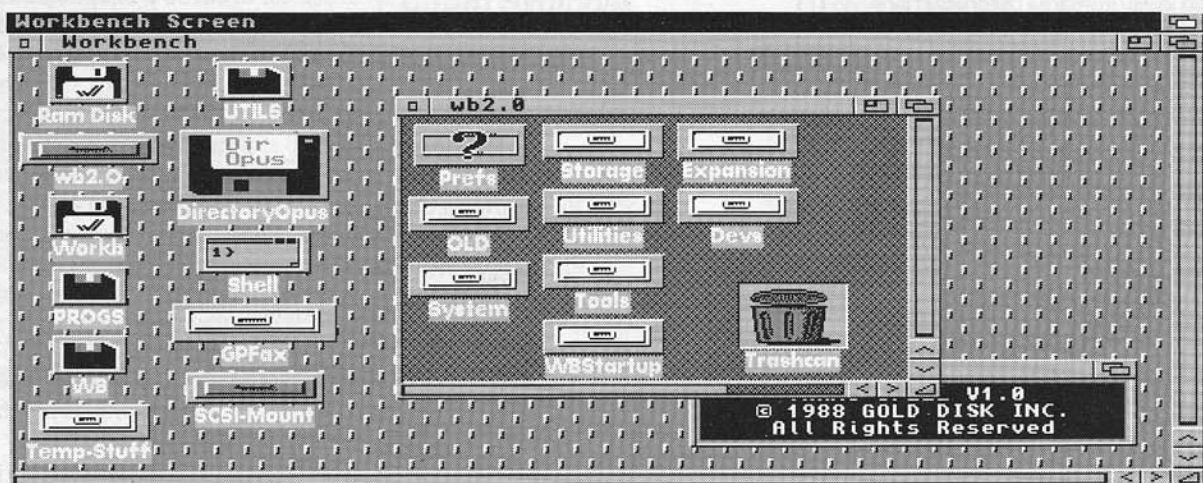 Workbench Screen
Workbench
Ram Disk
UTILS
wb2.0
Dir
Opus
DirectoryOpus
Workb
1>
Shell
PROGS
GPFax
WB
SCSI-Mount
Temp-Stuff
wb2.0
Prefs
Storage
Expansion
OLD
Utilities
Devs
System
Tools
WBStartup
Trashcan
V1.0
© 1988 GOLD DISK INC.
All Rights Reserved